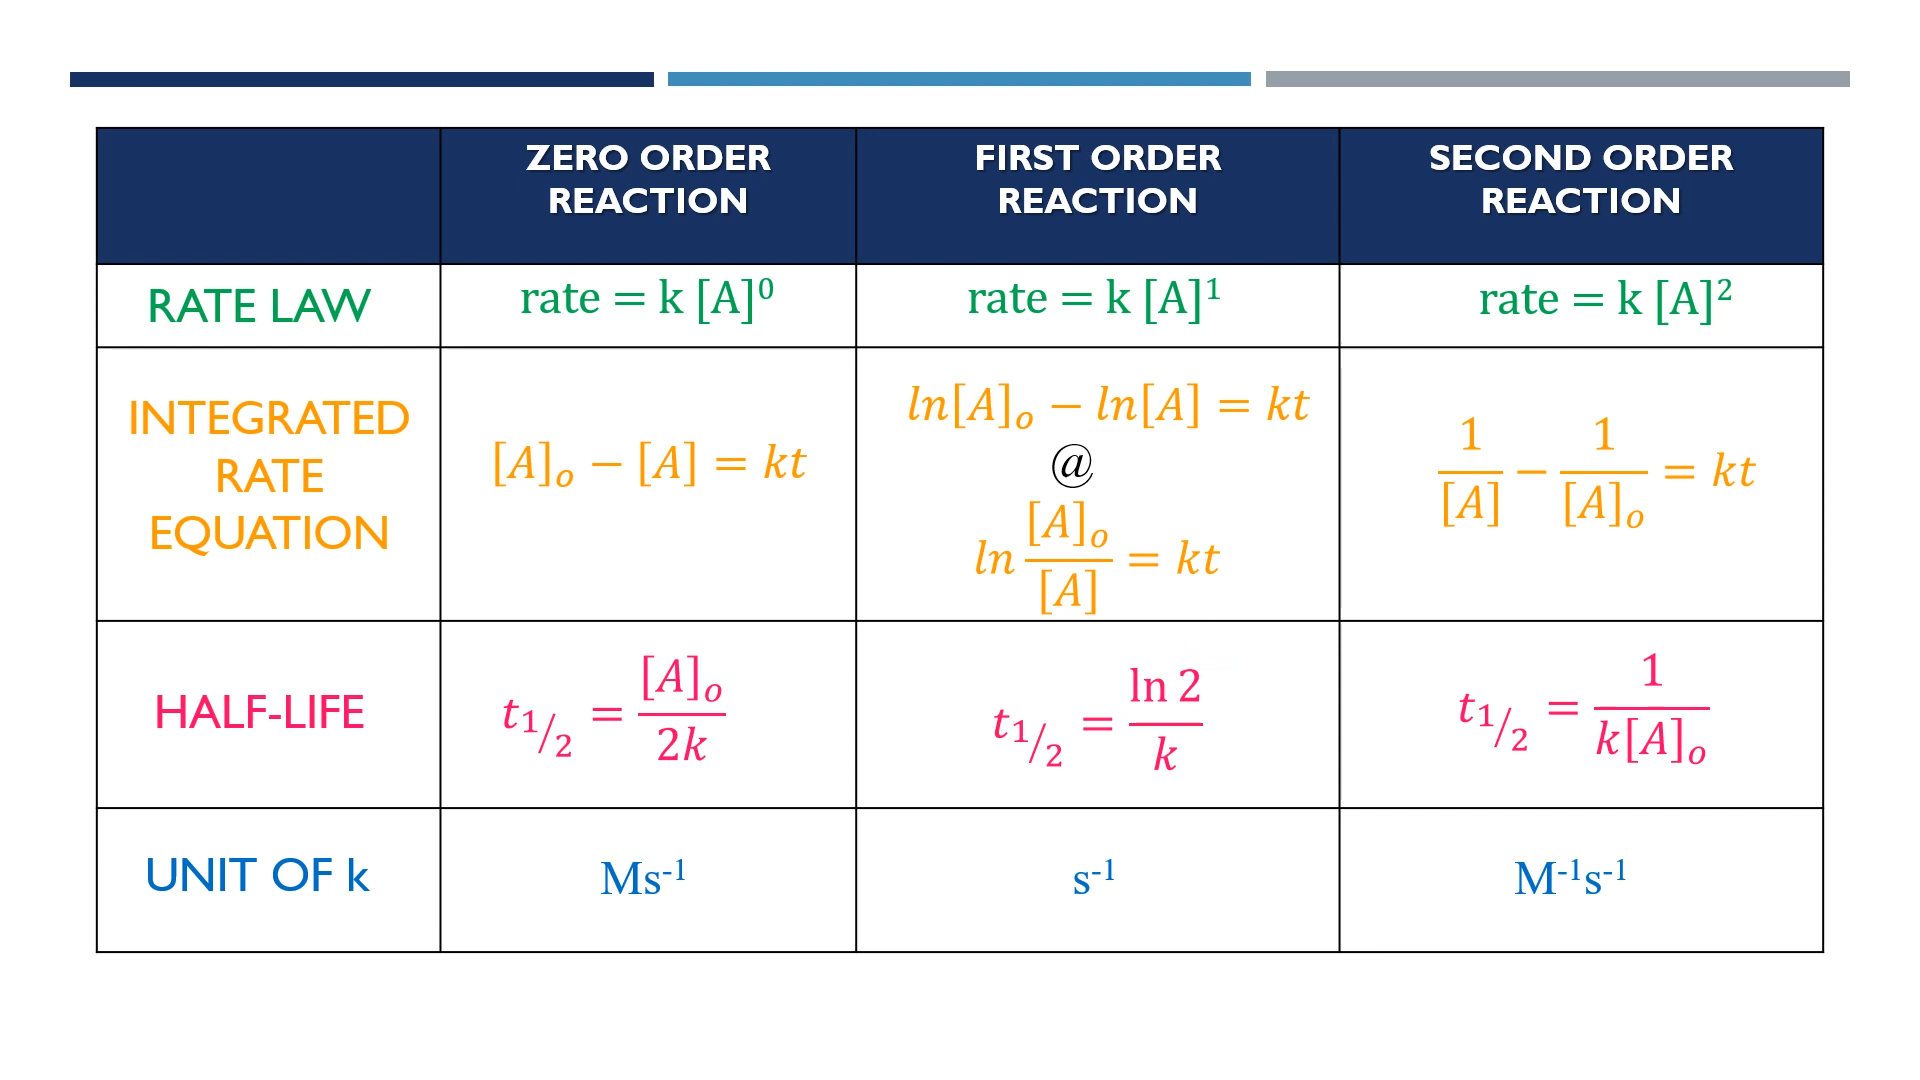 ZERO ORDER
REACTION
FIRST ORDER
REACTION
SECOND ORDER
REACTION
RATE LAW
rate = k [A]⁰
rate = k [A]¹
rate = k [A]²
INTEGRATED
RATE
EQUATION
[A]ₒ − [A] = kt
ln[A]ₒ − ln[A] = kt
@
ln [A]ₒ/[A] = kt
1/[A] − 1/[A]ₒ = kt
HALF-LIFE
t₁/₂ = [A]ₒ/2k
t₁/₂ = ln 2/k
t₁/₂ = 1/k[A]ₒ
UNIT OF k
Ms⁻¹
s⁻¹
M⁻¹s⁻¹